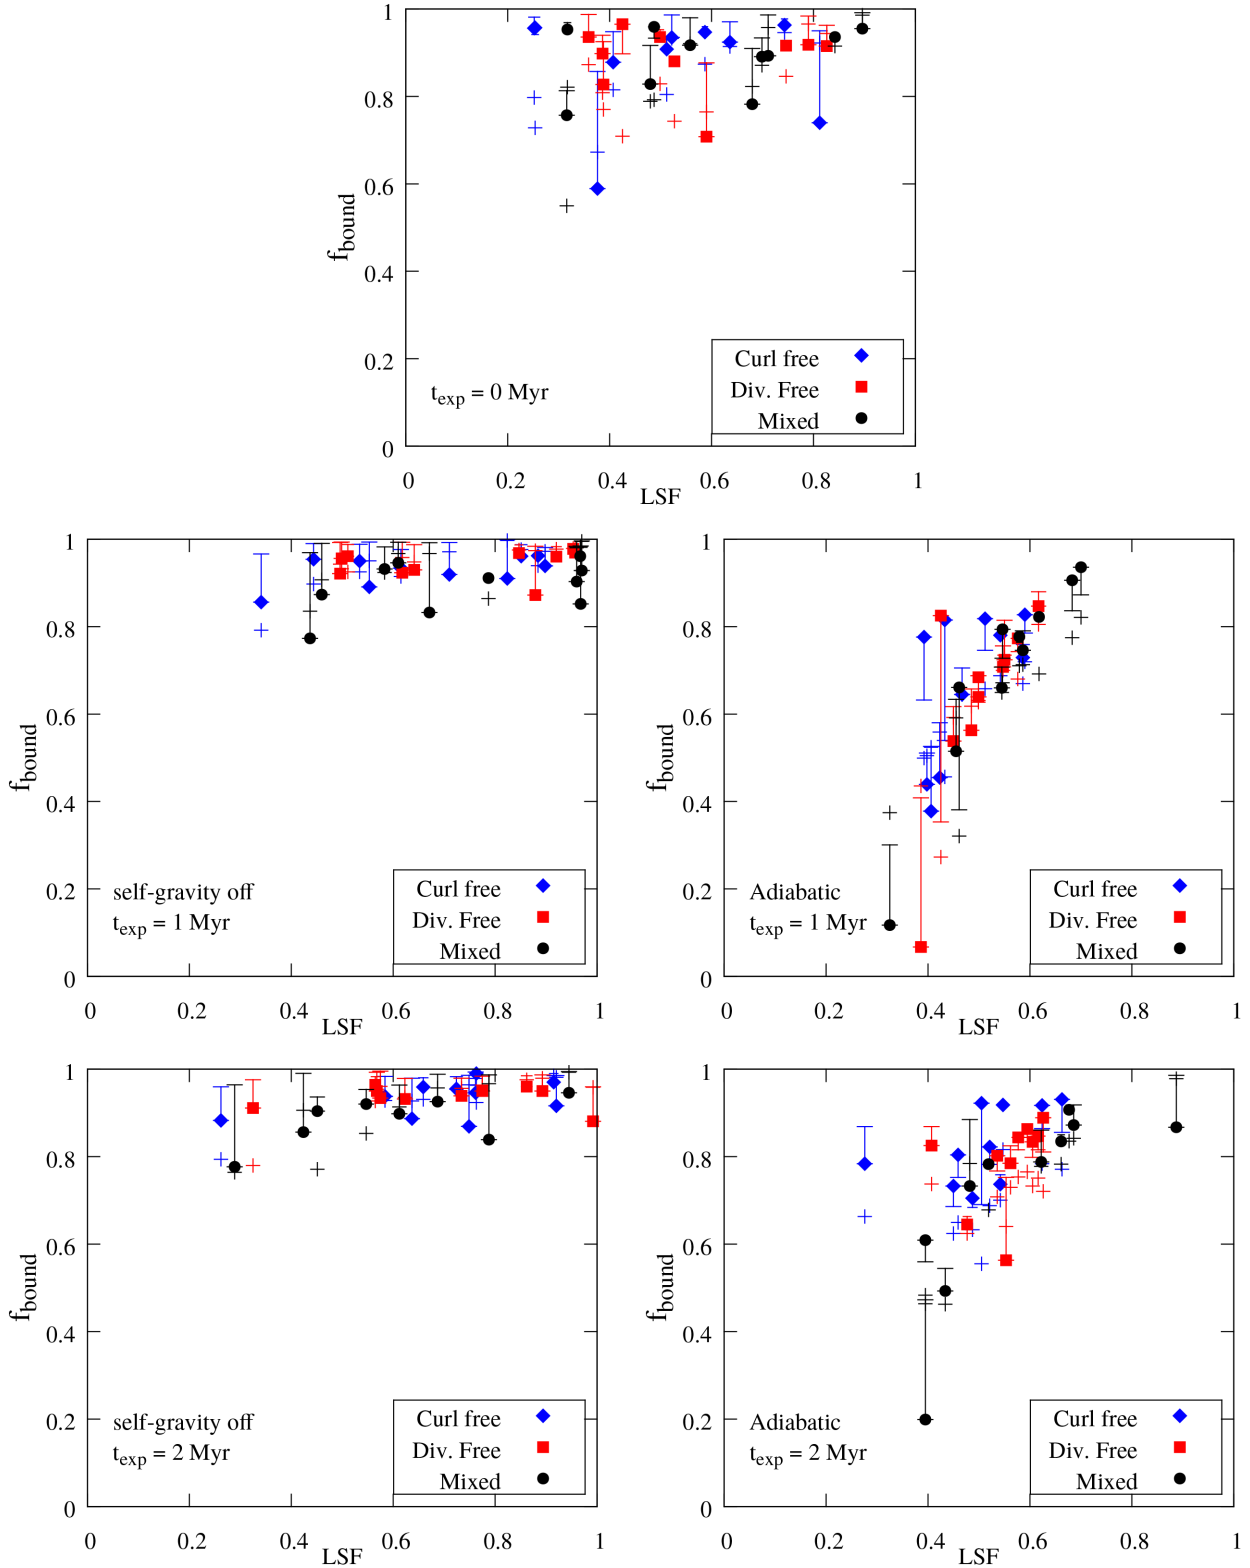 1
0.8
0.6
0.4
0.2
0
f_bound
t_exp = 0 Myr
Curl free
Div. Free
Mixed
0 0.2 0.4 0.6 0.8 1
LSF
1
0.8
0.6
0.4
0.2
0
f_bound
self-gravity off
t_exp = 1 Myr
Curl free
Div. Free
Mixed
0 0.2 0.4 0.6 0.8 1
LSF
1
0.8
0.6
0.4
0.2
0
f_bound
Adiabatic
t_exp = 1 Myr
Curl free
Div. Free
Mixed
0 0.2 0.4 0.6 0.8 1
LSF
1
0.8
0.6
0.4
0.2
0
f_bound
self-gravity off
t_exp = 2 Myr
Curl free
Div. Free
Mixed
0 0.2 0.4 0.6 0.8 1
LSF
1
0.8
0.6
0.4
0.2
0
f_bound
Adiabatic
t_exp = 2 Myr
Curl free
Div. Free
Mixed
0 0.2 0.4 0.6 0.8 1
LSF